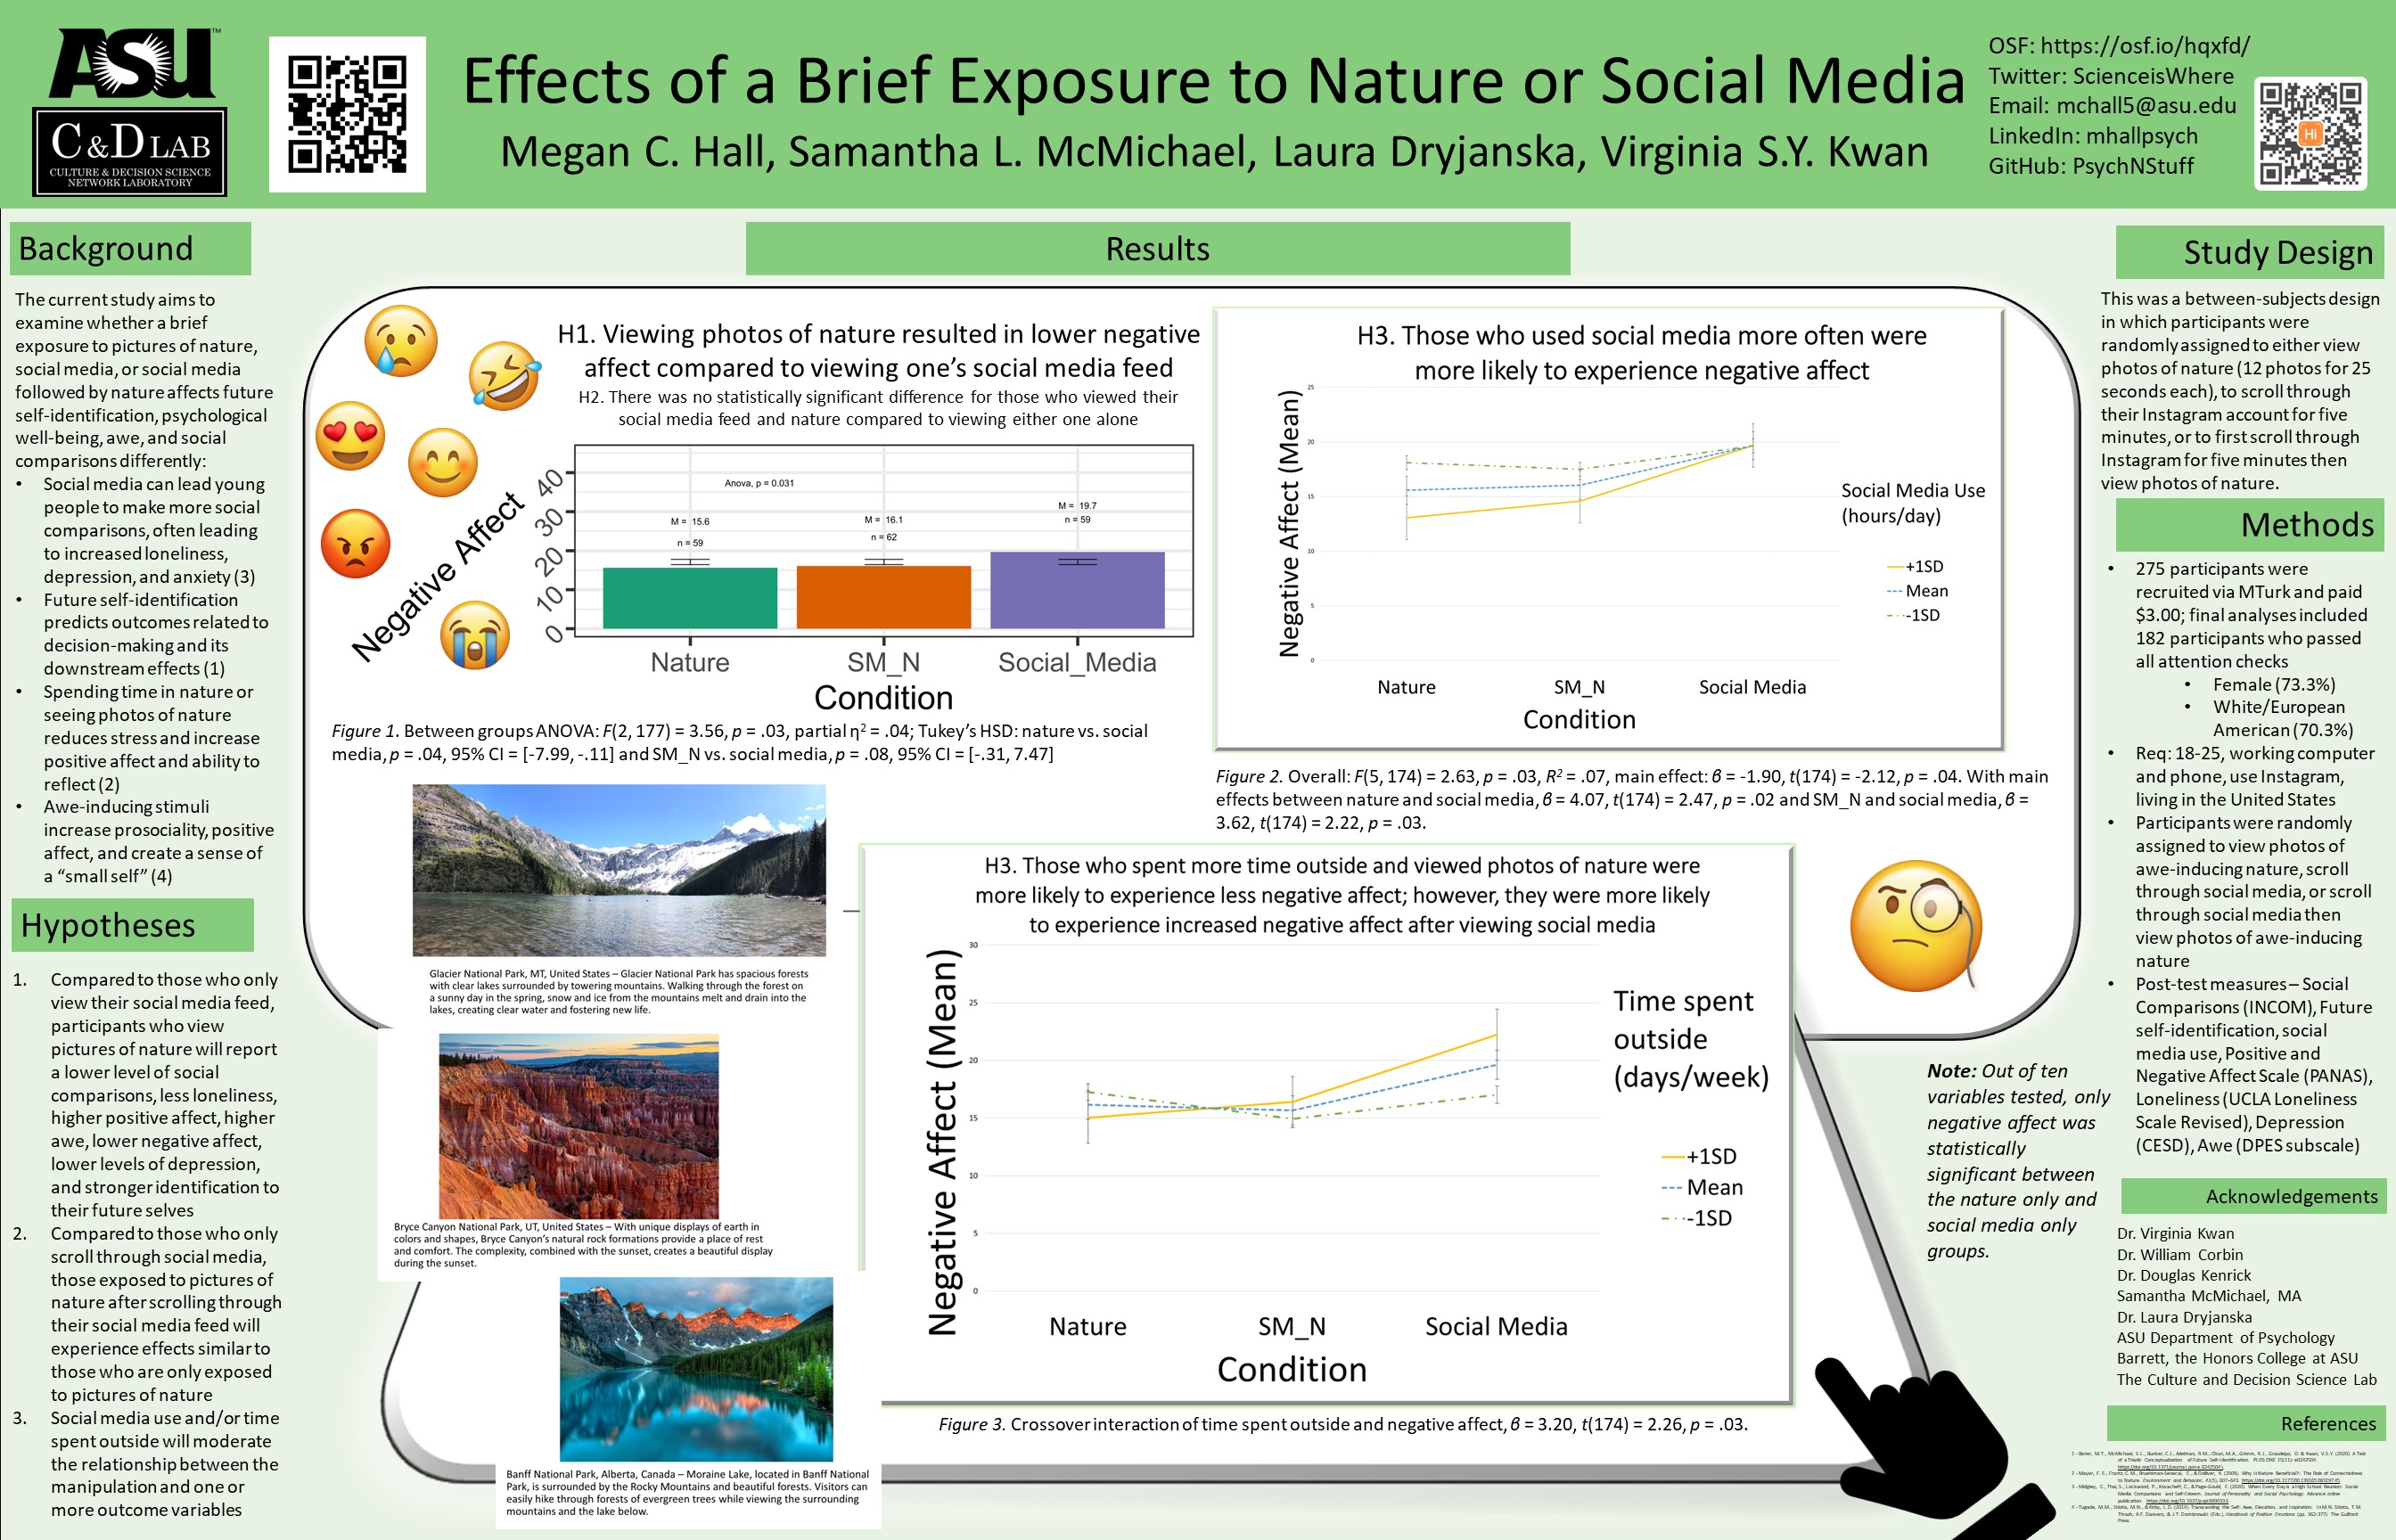 ASU™
C & D LAB
CULTURE & DECISION SCIENCE
NETWORK LABORATORY
Effects of a Brief Exposure to Nature or Social Media
Megan C. Hall, Samantha L. McMichael, Laura Dryjanska, Virginia S.Y. Kwan
OSF: https://osf.io/hqxfd/
Twitter: ScienceisWhere
Email: mchall5@asu.edu
LinkedIn: mhallpsych
GitHub: PsychNStuff
Hi
Background
The current study aims to
examine whether a brief
exposure to pictures of nature,
social media, or social media
followed by nature affects future
self-identification, psychological
well-being, awe, and social
comparisons differently:
• Social media can lead young
people to make more social
comparisons, often leading
to increased loneliness,
depression, and anxiety (3)
• Future self-identification
predicts outcomes related to
decision-making and its
downstream effects (1)
• Spending time in nature or
seeing photos of nature
reduces stress and increase
positive affect and ability to
reflect (2)
• Awe-inducing stimuli
increase prosociality, positive
affect, and create a sense of
a “small self” (4)
Hypotheses
1. Compared to those who only
view their social media feed,
participants who view
pictures of nature will report
a lower level of social
comparisons, less loneliness,
higher positive affect, higher
awe, lower negative affect,
lower levels of depression,
and stronger identification to
their future selves
2. Compared to those who only
scroll through social media,
those exposed to pictures of
nature after scrolling through
their social media feed will
experience effects similar to
those who are only exposed
to pictures of nature
3. Social media use and/or time
spent outside will moderate
the relationship between the
manipulation and one or
more outcome variables
Results
H1. Viewing photos of nature resulted in lower negative
affect compared to viewing one’s social media feed
H2. There was no statistically significant difference for those who viewed their
social media feed and nature compared to viewing either one alone
Negative Affect
40
30
20
10
0
Anova, p = 0.031
M = 15.6
n = 59
M = 16.1
n = 62
M = 19.7
n = 59
Nature
SM_N
Social_Media
Condition
Figure 1. Between groups ANOVA: F(2, 177) = 3.56, p = .03, partial η² = .04; Tukey’s HSD: nature vs. social
media, p = .04, 95% CI = [-7.99, -.11] and SM_N vs. social media, p = .08, 95% CI = [-.31, 7.47]
H3. Those who used social media more often were
more likely to experience negative affect
Negative Affect (Mean)
25
20
15
10
5
0
Nature
SM_N
Social Media
Condition
Social Media Use
(hours/day)
+1SD
Mean
-1SD
Figure 2. Overall: F(5, 174) = 2.63, p = .03, R² = .07, main effect: β = -1.90, t(174) = -2.12, p = .04. With main
effects between nature and social media, β = 4.07, t(174) = 2.47, p = .02 and SM_N and social media, β =
3.62, t(174) = 2.22, p = .03.
Glacier National Park, MT, United States – Glacier National Park has spacious forests
with clear lakes surrounded by towering mountains. Walking through the forest on
a sunny day in the spring, snow and ice from the mountains melt and drain into the
lakes, creating clear water and fostering new life.
Bryce Canyon National Park, UT, United States – With unique displays of earth in
colors and shapes, Bryce Canyon’s natural rock formations provide a place of rest
and comfort. The complexity, combined with the sunset, creates a beautiful display
during the sunset.
Banff National Park, Alberta, Canada – Moraine Lake, located in Banff National
Park, is surrounded by the Rocky Mountains and beautiful forests. Visitors can
easily hike through forests of evergreen trees while viewing the surrounding
mountains and the lake below.
H3. Those who spent more time outside and viewed photos of nature were
more likely to experience less negative affect; however, they were more likely
to experience increased negative affect after viewing social media
Negative Affect (Mean)
30
25
20
15
10
5
0
Nature
SM_N
Social Media
Condition
Time spent
outside
(days/week)
+1SD
Mean
-1SD
Figure 3. Crossover interaction of time spent outside and negative affect, β = 3.20, t(174) = 2.26, p = .03.
Note: Out of ten
variables tested, only
negative affect was
statistically
significant between
the nature only and
social media only
groups.
Study Design
This was a between-subjects design
in which participants were
randomly assigned to either view
photos of nature (12 photos for 25
seconds each), to scroll through
their Instagram account for five
minutes, or to first scroll through
Instagram for five minutes then
view photos of nature.
Methods
• 275 participants were
recruited via MTurk and paid
$3.00; final analyses included
182 participants who passed
all attention checks
• Female (73.3%)
• White/European
American (70.3%)
• Req: 18-25, working computer
and phone, use Instagram,
living in the United States
• Participants were randomly
assigned to view photos of
awe-inducing nature, scroll
through social media, or scroll
through social media then
view photos of awe-inducing
nature
• Post-test measures – Social
Comparisons (INCOM), Future
self-identification, social
media use, Positive and
Negative Affect Scale (PANAS),
Loneliness (UCLA Loneliness
Scale Revised), Depression
(CESD), Awe (DPES subscale)
Acknowledgements
Dr. Virginia Kwan
Dr. William Corbin
Dr. Douglas Kenrick
Samantha McMichael, MA
Dr. Laura Dryjanska
ASU Department of Psychology
Barrett, the Honors College at ASU
The Culture and Decision Science Lab
References